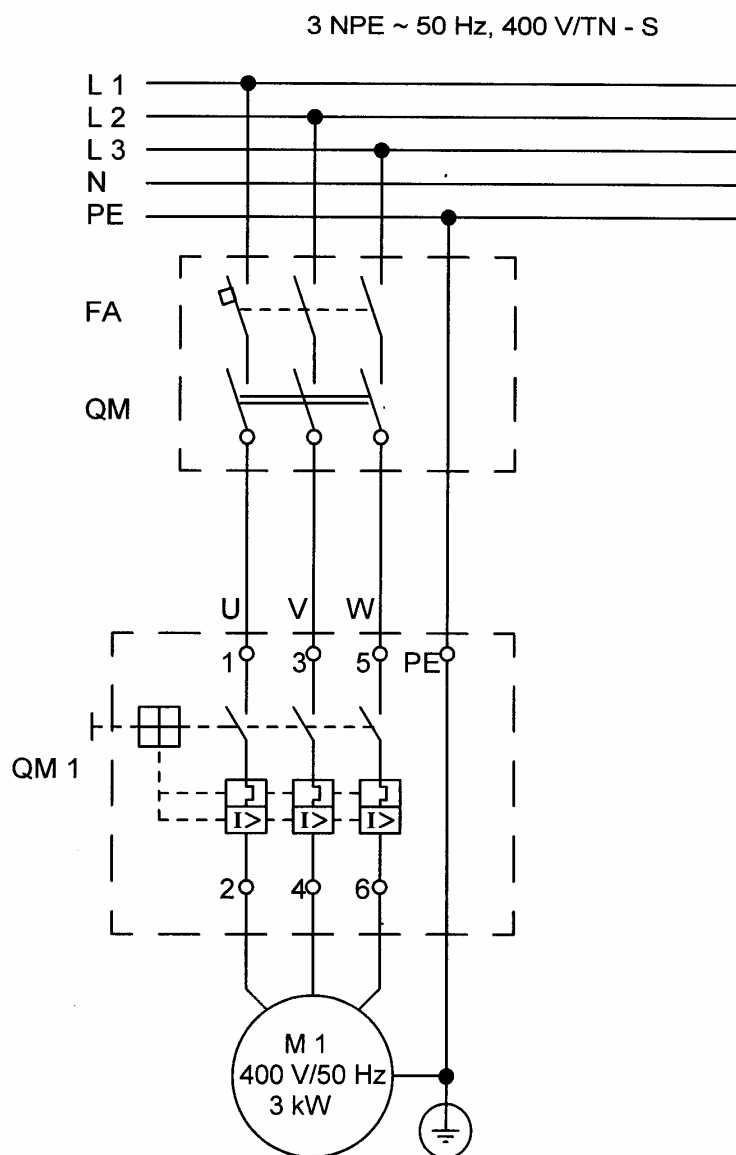 3 NPE ~ 50 Hz, 400 V/TN - S
L 1
L 2
L 3
N
PE
FA
QM
U V W
1 3 5 PE
QM 1
I> I> I>
2 4 6
M 1
400 V/50 Hz
3 kW